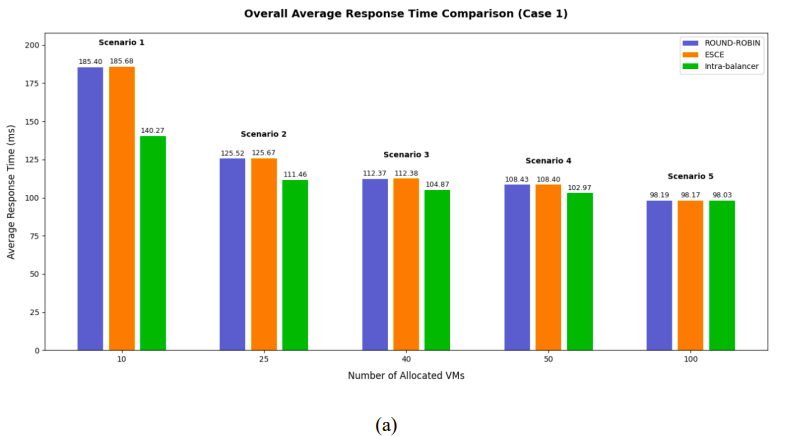 Overall Average Response Time Comparison (Case 1)
ROUND-ROBIN
ESCE
Intra-balancer
Average Response Time (ms)
200
175
150
125
100
75
50
25
0
Scenario 1
185.40 185.68 140.27
Scenario 2
125.52 125.67 111.46
Scenario 3
112.37 112.38 104.87
Scenario 4
108.43 108.40 102.97
Scenario 5
98.19 98.17 98.03
10 25 40 50 100
Number of Allocated VMs
(a)